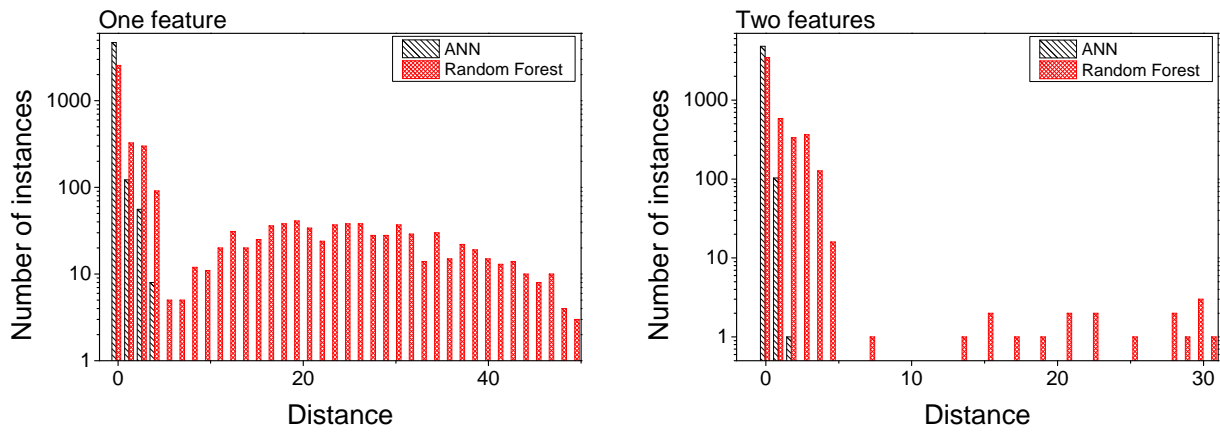 One feature
ANN
Random Forest
1000
100
10
1
0
20
40
Number of instances
Distance
Two features
ANN
Random Forest
1000
100
10
1
0
10
20
30
Number of instances
Distance